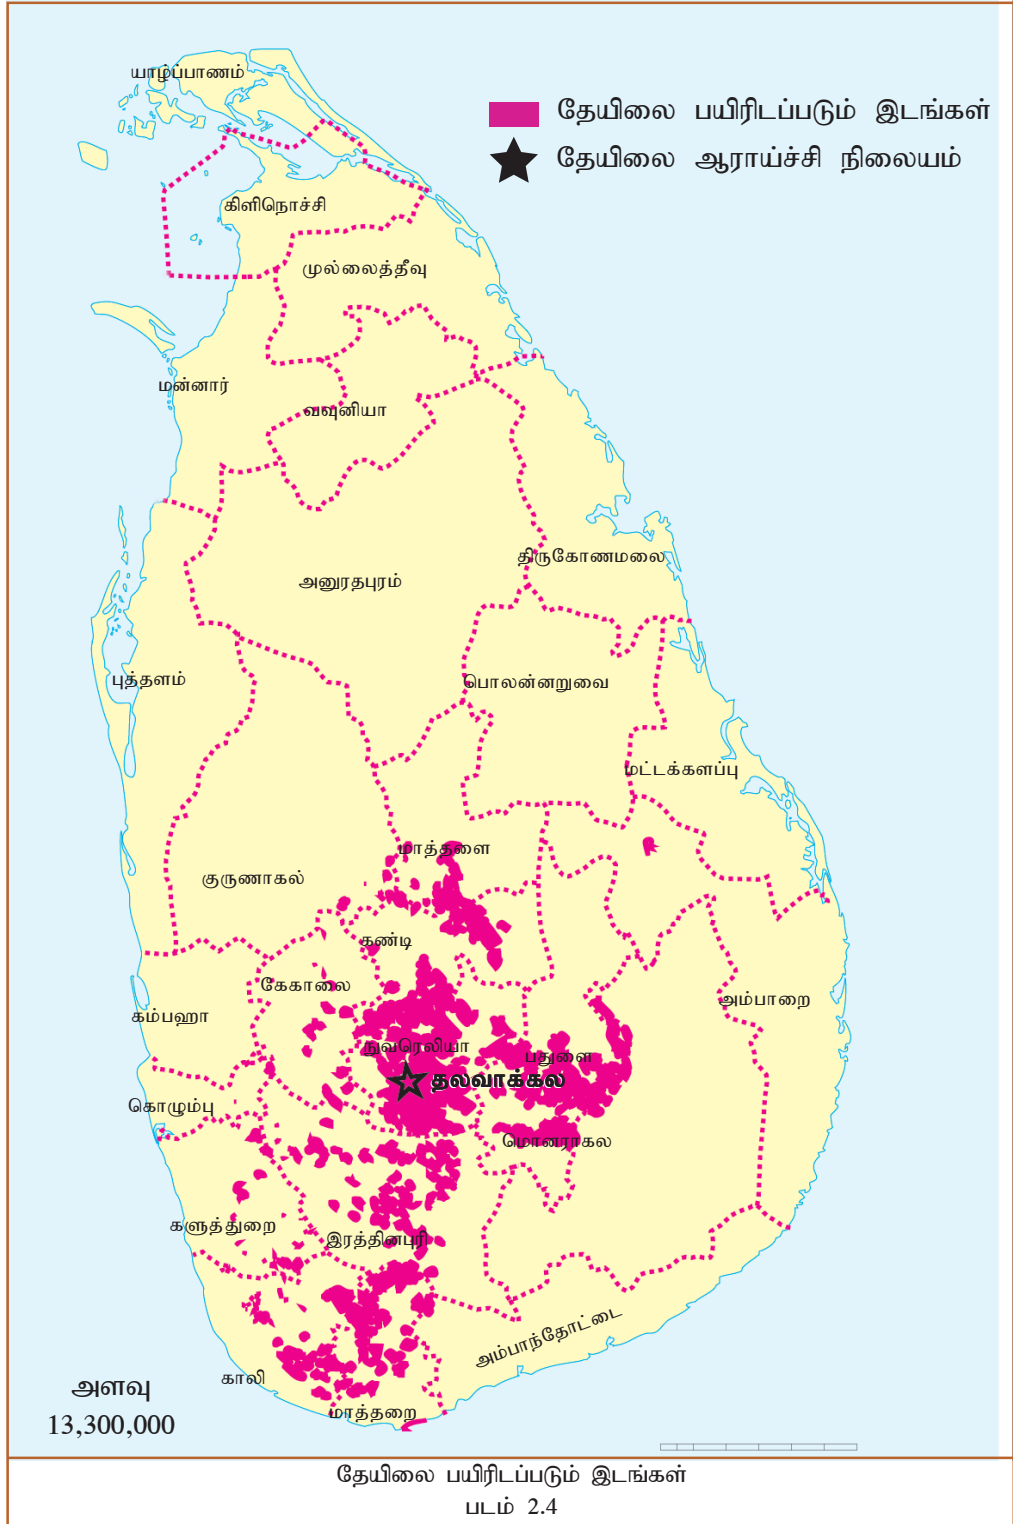 யாழ்ப்பாணம்
தேயிலை பயிரிடப்படும் இடங்கள்
தேயிலை ஆராய்ச்சி நிலையம்
கிளிநொச்சி
முல்லைத்தீவு
மன்னார்
வவுனியா
திருகோணமலை
அனுரதபுரம்
புத்தளம்
பொலன்னறுவை
மட்டக்களப்பு
மாத்தளை
குருணாகல்
கண்டி
கேகாலை
அம்பாறை
கம்பஹா
நுவரெலியா
பதுளை
தலவாக்கல
கொழும்பு
மொனராகல
களுத்துறை
இரத்தினபுரி
அம்பாந்தோட்டை
காலி
அளவு
மாத்தறை
13,300,000
தேயிலை பயிரிடப்படும் இடங்கள்
படம் 2.4